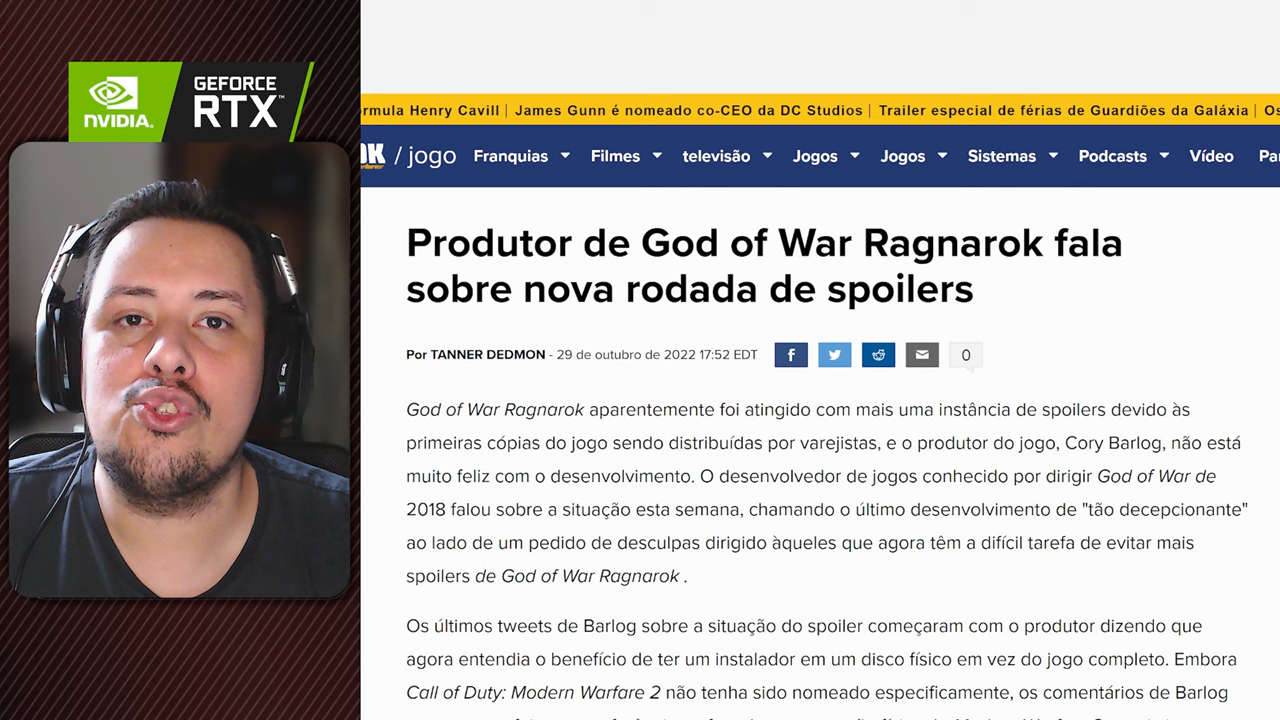 NVIDIA.
GEFORCE
RTX™
rmula Henry Cavill | James Gunn é nomeado co-CEO da DC Studios | Trailer especial de férias de Guardiões da Galáxia | Os
OK / jogo Franquias Filmes televisão Jogos Jogos Sistemas Podcasts Vídeo Pa
Produtor de God of War Ragnarok fala
sobre nova rodada de spoilers
Por TANNER DEDMON - 29 de outubro de 2022 17:52 EDT f 0
God of War Ragnarok aparentemente foi atingido com mais uma instância de spoilers devido às
primeiras cópias do jogo sendo distribuídas por varejistas, e o produtor do jogo, Cory Barlog, não está
muito feliz com o desenvolvimento. O desenvolvedor de jogos conhecido por dirigir God of War de
2018 falou sobre a situação esta semana, chamando o último desenvolvimento de "tão decepcionante"
ao lado de um pedido de desculpas dirigido àqueles que agora têm a difícil tarefa de evitar mais
spoilers de God of War Ragnarok .
Os últimos tweets de Barlog sobre a situação do spoiler começaram com o produtor dizendo que
agora entendia o benefício de ter um instalador em um disco físico em vez do jogo completo. Embora
Call of Duty: Modern Warfare 2 não tenha sido nomeado especificamente, os comentários de Barlog